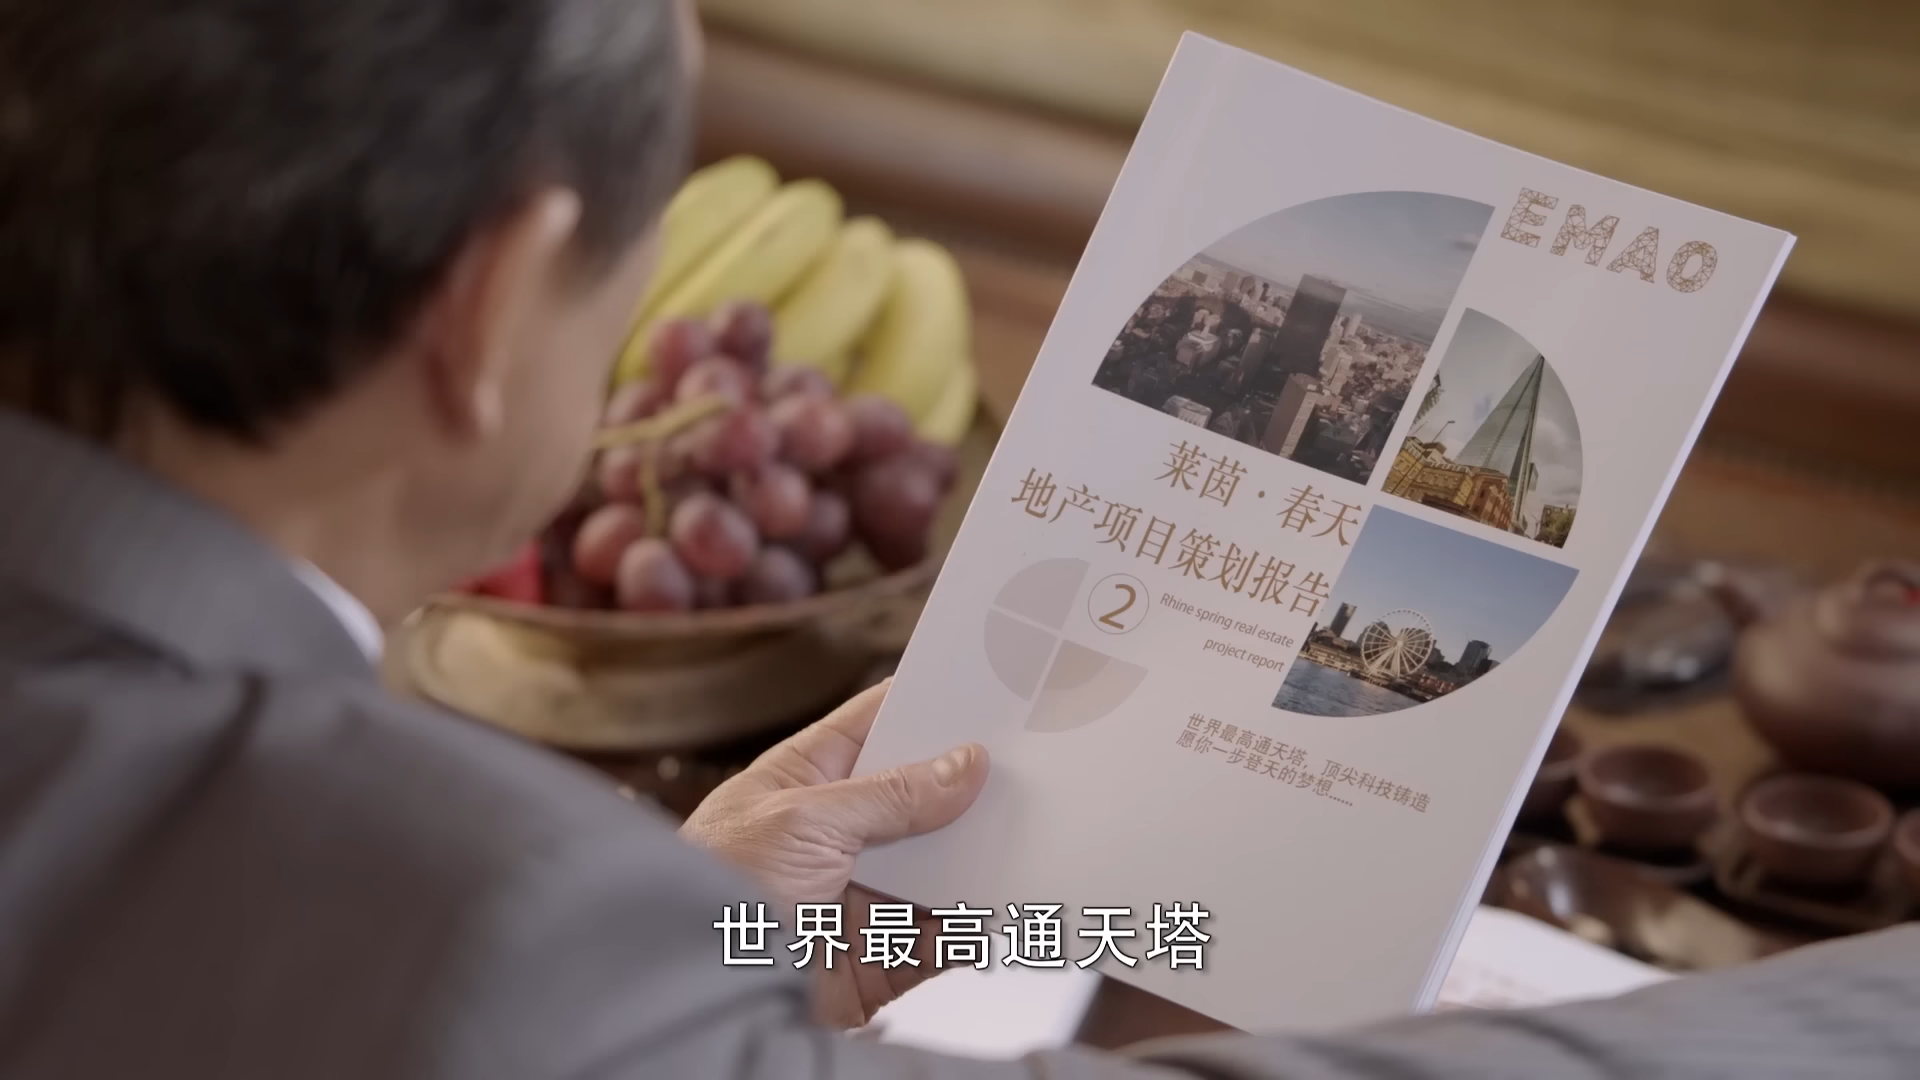 EMAO
莱茵·春天
地产项目策划报告
2
Rhine spring real estate
project report
世界最高通天塔，顶尖科技铸造
愿你一步登天的梦想......
世界最高通天塔